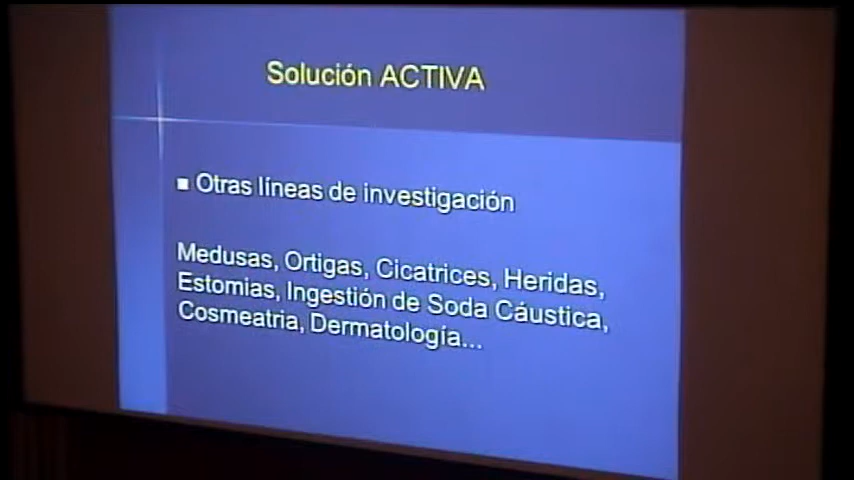 Solución ACTIVA
Otras líneas de investigación
Medusas, Ortigas, Cicatrices, Heridas,
Estomias, Ingestión de Soda Cáustica,
Cosmeatria, Dermatología...